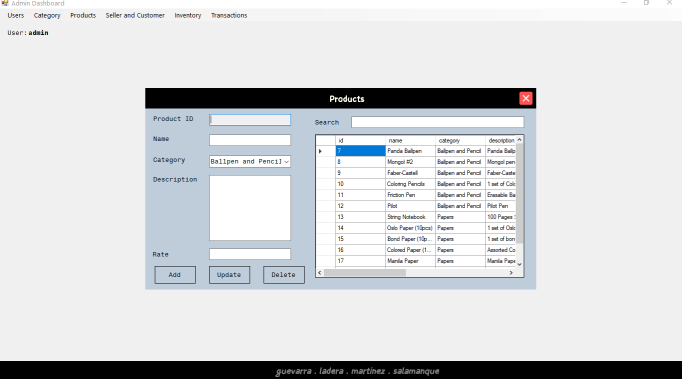 Admin Dashboard
Users Category Products Seller and Customer Inventory Transactions
User: admin
Products
Product ID
Name
Category Ballpen and Pencil
Description
Rate
Add Update Delete
Search
id name category description
7 Panda Ballpen Ballpen and Pencil Panda Ballp
8 Mongol #2 Ballpen and Pencil Mongol pen
9 Faber-Castell Ballpen and Pencil Faber-Caste
10 Coloring Pencils Ballpen and Pencil 1 set of Colo
11 Friction Pen Ballpen and Pencil Erasable Ba
12 Pilot Ballpen and Pencil Pilot Pen
13 String Notebook Papers 100 Pages
14 Oslo Paper (10pcs) Papers 1 set of Oslo
15 Bond Paper (10p... Papers 1 set of bon
16 Colored Paper (1... Papers Assorted Co
17 Manila Paper Papers Manila Pape
guevarra . ladera . martinez . salamanque